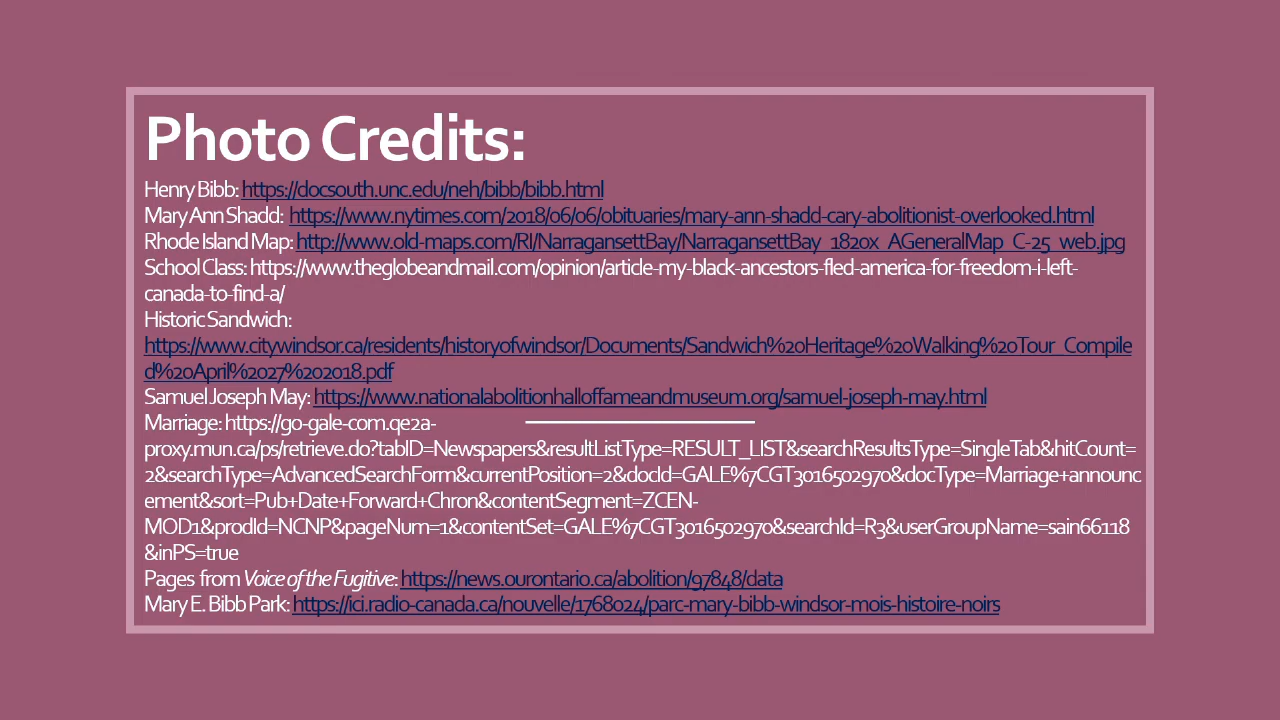 Photo Credits:
Henry Bibb: https://docsouth.unc.edu/neh/bibb/bibb.html
Mary Ann Shadd: https://www.nytimes.com/2018/06/06/obituaries/mary-ann-shadd-cary-abolitionist-overlooked.html
Rhode Island Map: http://www.old-maps.com/RI/NarragansettBay/NarragansettBay_1820x_AGeneralMap_C-25_web.jpg
School Class: https://www.theglobeandmail.com/opinion/article-my-black-ancestors-fled-america-for-freedom-i-left-
canada-to-find-a/
Historic Sandwich:
https://www.citywindsor.ca/residents/historyofwindsor/Documents/Sandwich%20Heritage%20Walking%20Tour_Compile
d%20April%2027%202018.pdf
Samuel Joseph May: https://www.nationalabolitionhalloffameandmuseum.org/samuel-joseph-may.html
Marriage: https://go-gale-com.qe2a-
proxy.mun.ca/ps/retrieve.do?tabID=Newspapers&resultListType=RESULT_LIST&searchResultsType=SingleTab&hitCount=
2&searchType=AdvancedSearchForm&currentPosition=2&docId=GALE%7CGT3016502970&docType=Marriage+announc
ement&sort=Pub+Date+Forward+Chron&contentSegment=ZCEN-
MOD1&prodId=NCNP&pageNum=1&contentSet=GALE%7CGT3016502970&searchId=R3&userGroupName=sain66118
&inPS=true
Pages from Voice of the Fugitive: https://news.ourontario.ca/abolition/97848/data
Mary E. Bibb Park: https://ici.radio-canada.ca/nouvelle/1768024/parc-mary-bibb-windsor-mois-histoire-noirs